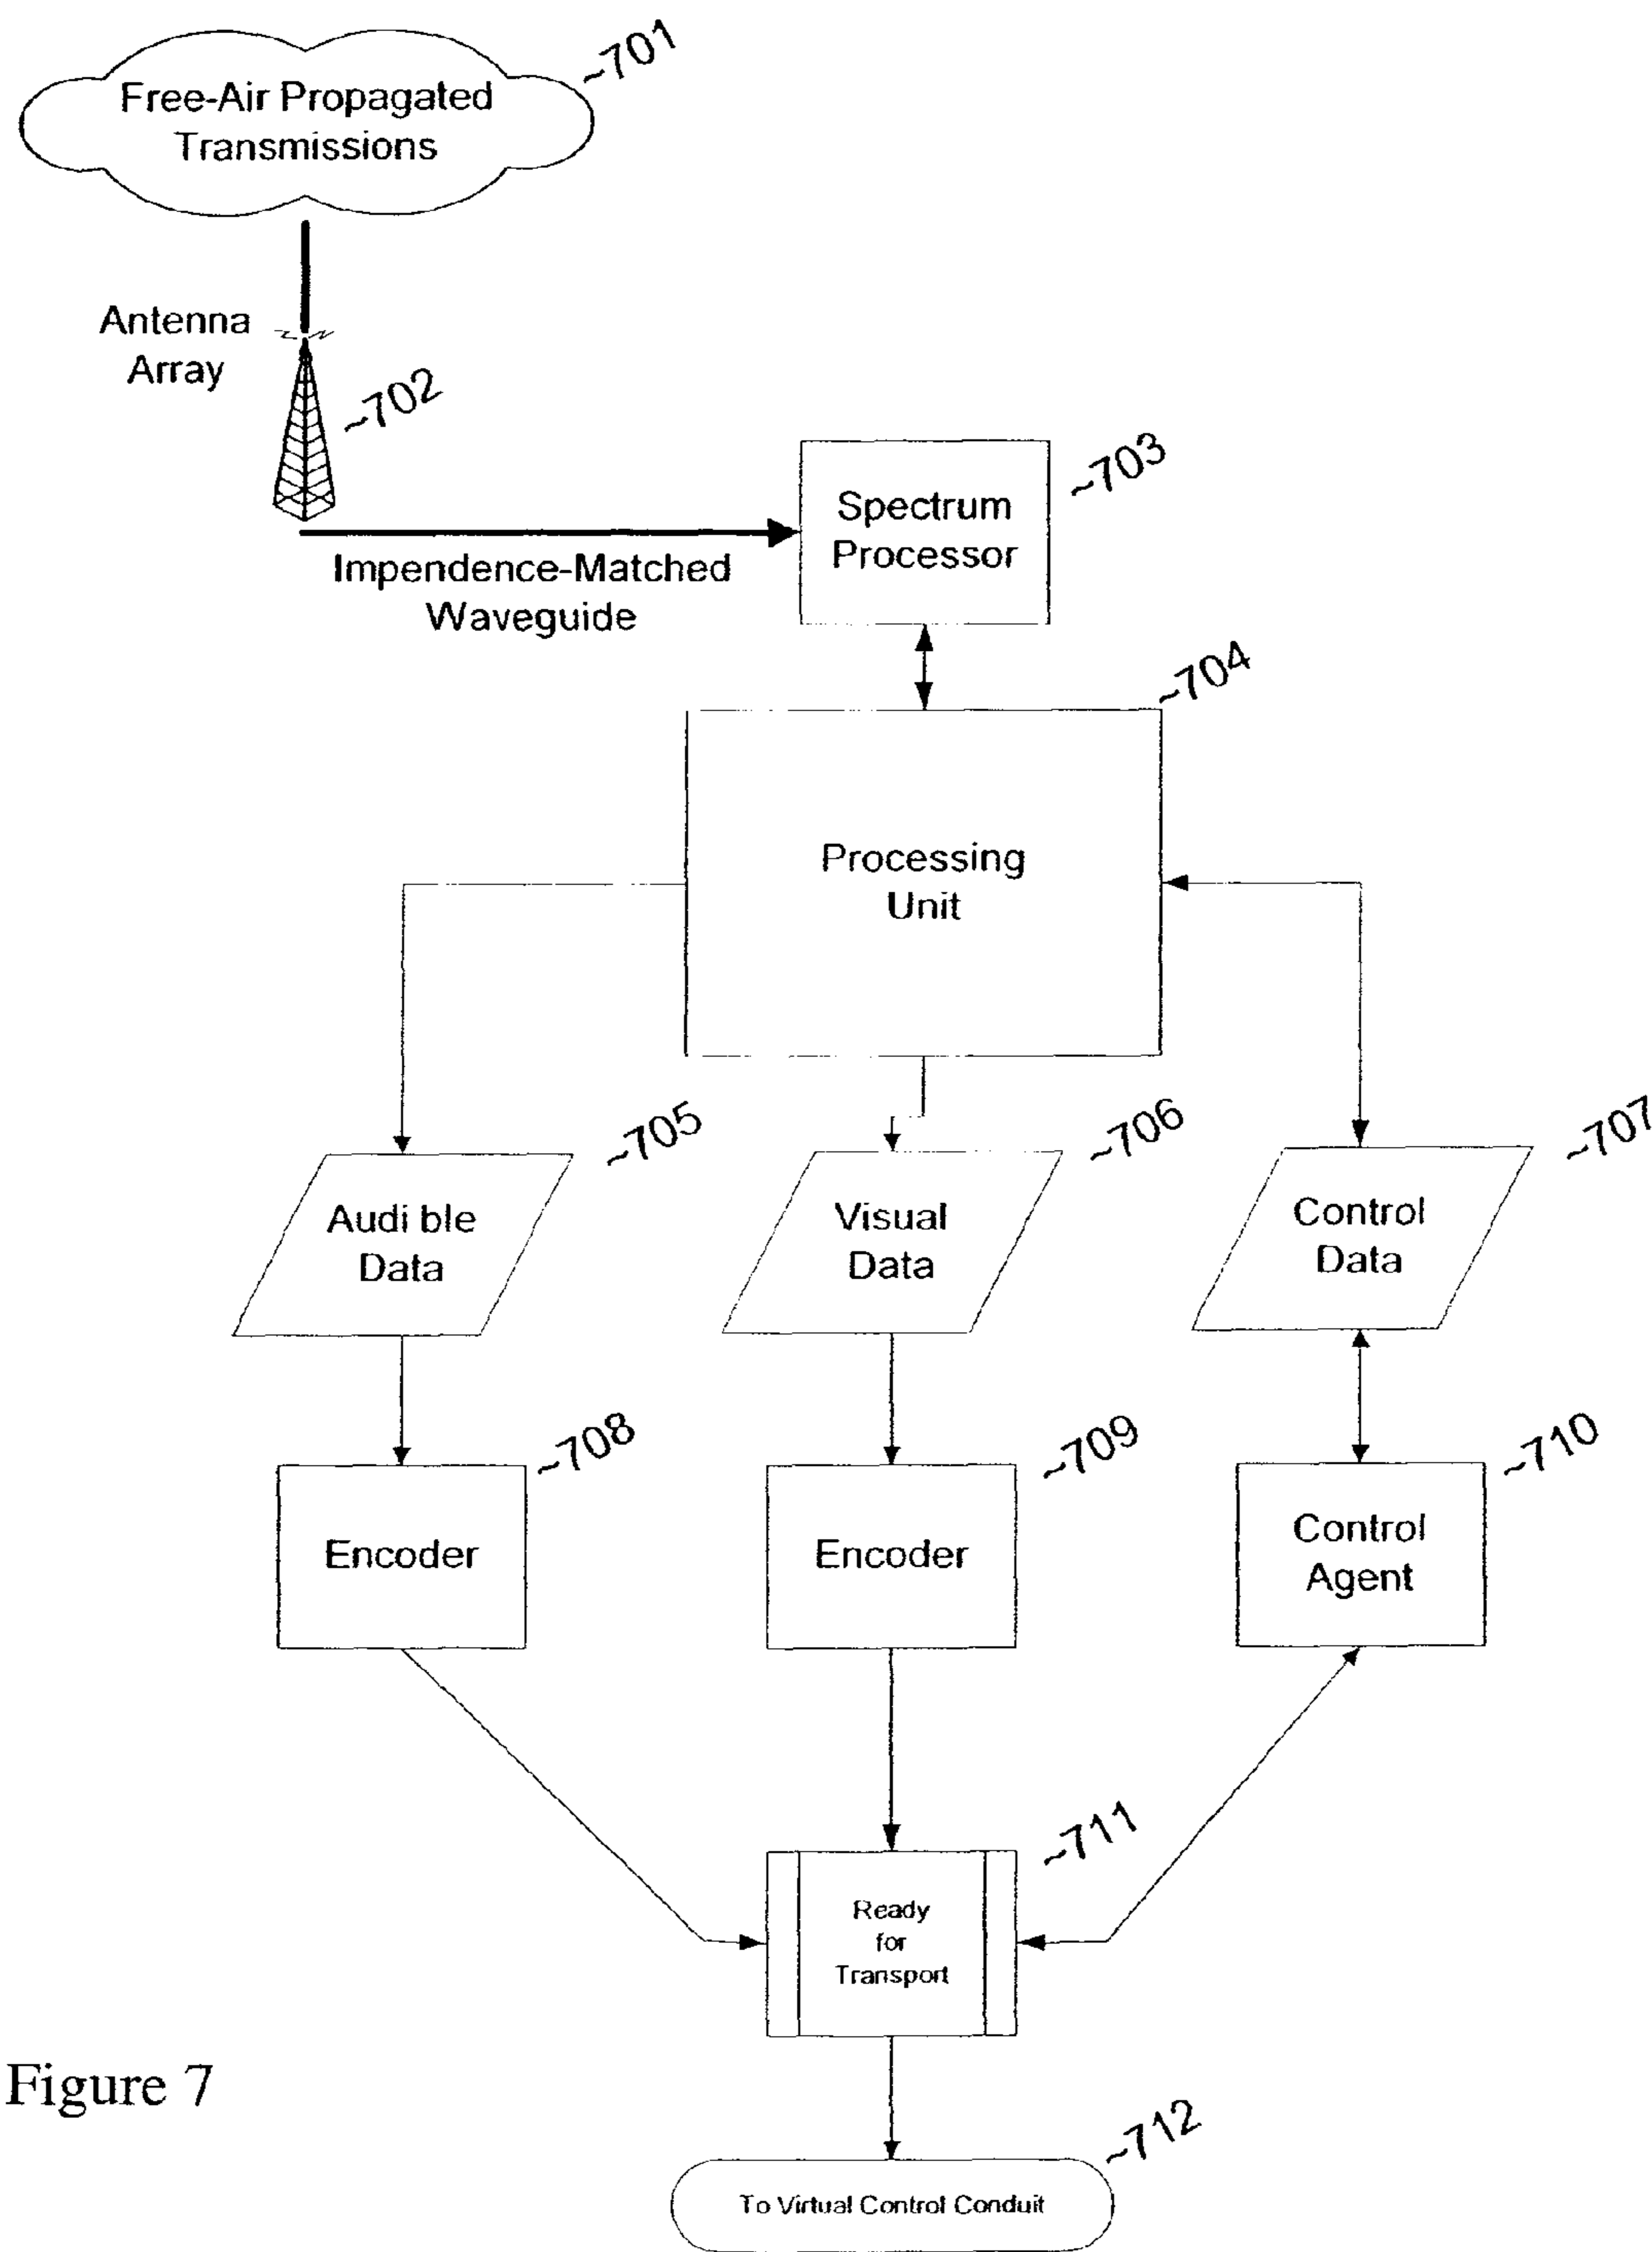 ~701
Free-Air Propagated
Transmissions
Antenna
Array
~702
~703
Spectrum
Processor
Impendence-Matched
Waveguide
~704
Processing
Unit
~705
~706
~707
Audi ble
Data
Visual
Data
Control
Data
~708
~709
~710
Encoder
Encoder
Control
Agent
~711
Ready
for
Transport
Figure 7
~712
To Virtual Control Conduit